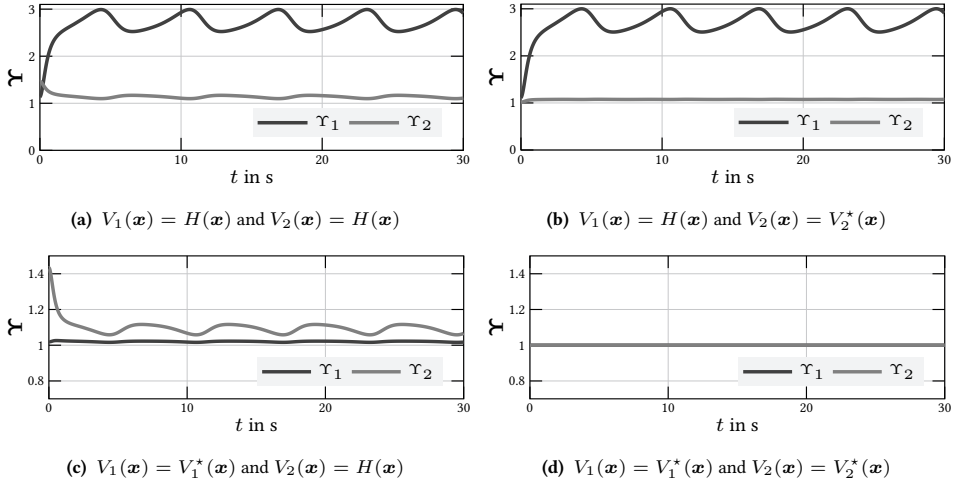 3
2
1
0
ϒ
ϒ₁ ϒ₂
0 10 20 30
t in s
(a) V₁(x) = H(x) and V₂(x) = H(x)
3
2
1
0
ϒ
ϒ₁ ϒ₂
0 10 20 30
t in s
(b) V₁(x) = H(x) and V₂(x) = V₂⋆(x)
1.4
1.2
1
0.8
ϒ
ϒ₁ ϒ₂
0 10 20 30
t in s
(c) V₁(x) = V₁⋆(x) and V₂(x) = H(x)
1.4
1.2
1
0.8
ϒ
ϒ₁ ϒ₂
0 10 20 30
t in s
(d) V₁(x) = V₁⋆(x) and V₂(x) = V₂⋆(x)